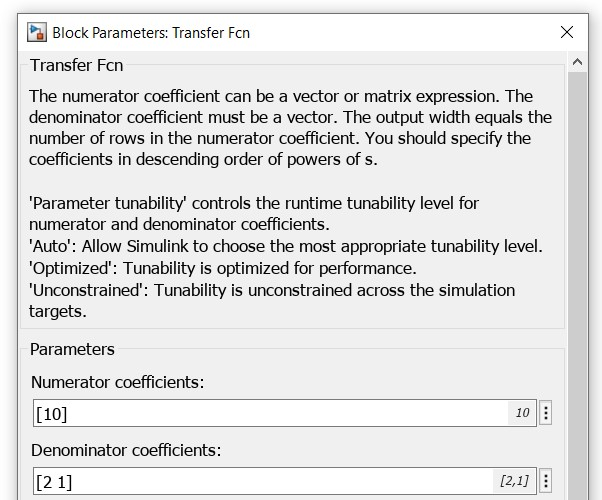 Block Parameters: Transfer Fcn
Transfer Fcn
The numerator coefficient can be a vector or matrix expression. The
denominator coefficient must be a vector. The output width equals the
number of rows in the numerator coefficient. You should specify the
coefficients in descending order of powers of s.
'Parameter tunability' controls the runtime tunability level for
numerator and denominator coefficients.
'Auto': Allow Simulink to choose the most appropriate tunability level.
'Optimized': Tunability is optimized for performance.
'Unconstrained': Tunability is unconstrained across the simulation
targets.
Parameters
Numerator coefficients:
[10] 10
Denominator coefficients:
[2 1] [2,1]